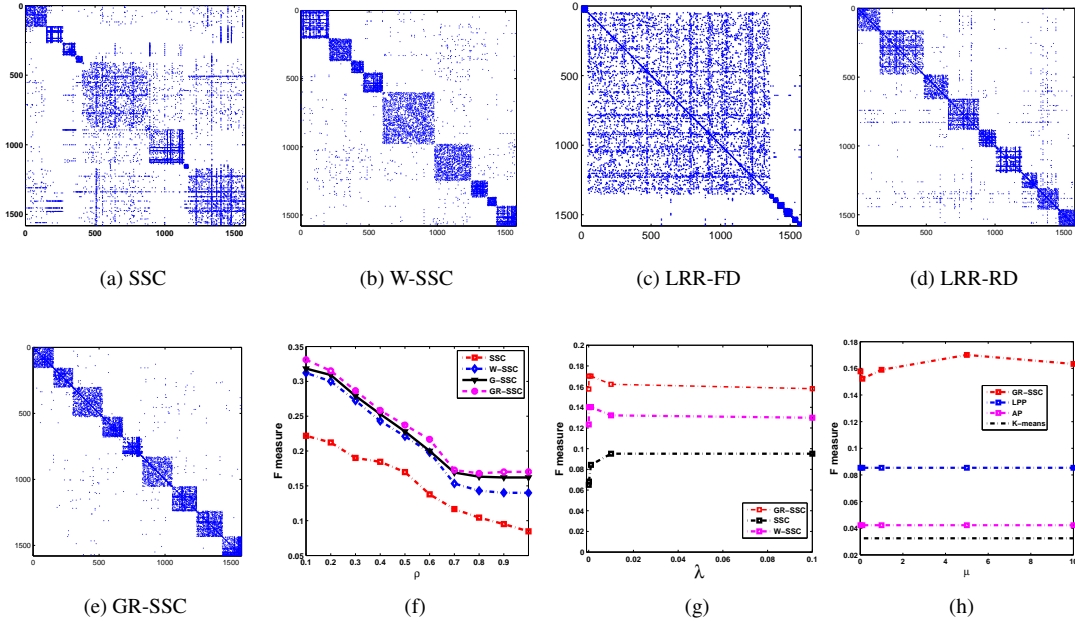 0
500
1000
1500
0 500 1000 1500
(a) SSC
0
500
1000
1500
0 500 1000 1500
(b) W-SSC
0
500
1000
1500
0 500 1000 1500
(c) LRR-FD
0
500
1000
1500
0 500 1000 1500
(d) LRR-RD
0
500
1000
1500
0 500 1000 1500
(e) GR-SSC
0.35
0.3
0.25
0.2
0.15
0.1
0.05
F measure
SSC
W-SSC
G-SSC
GR-SSC
0.1 0.2 0.3 0.4 0.5 0.6 0.7 0.8 0.9
ρ
(f)
0.2
0.18
0.16
0.14
0.12
0.1
0.08
0.06
0.04
0.02
0
F measure
GR-SSC
SSC
W-SSC
0 0.02 0.04 0.06 0.08 0.1
λ
(g)
0.18
0.16
0.14
0.12
0.1
0.08
0.06
0.04
0.02
F measure
GR-SSC
LPP
AP
K-means
0 2 4 6 8 10
μ
(h)